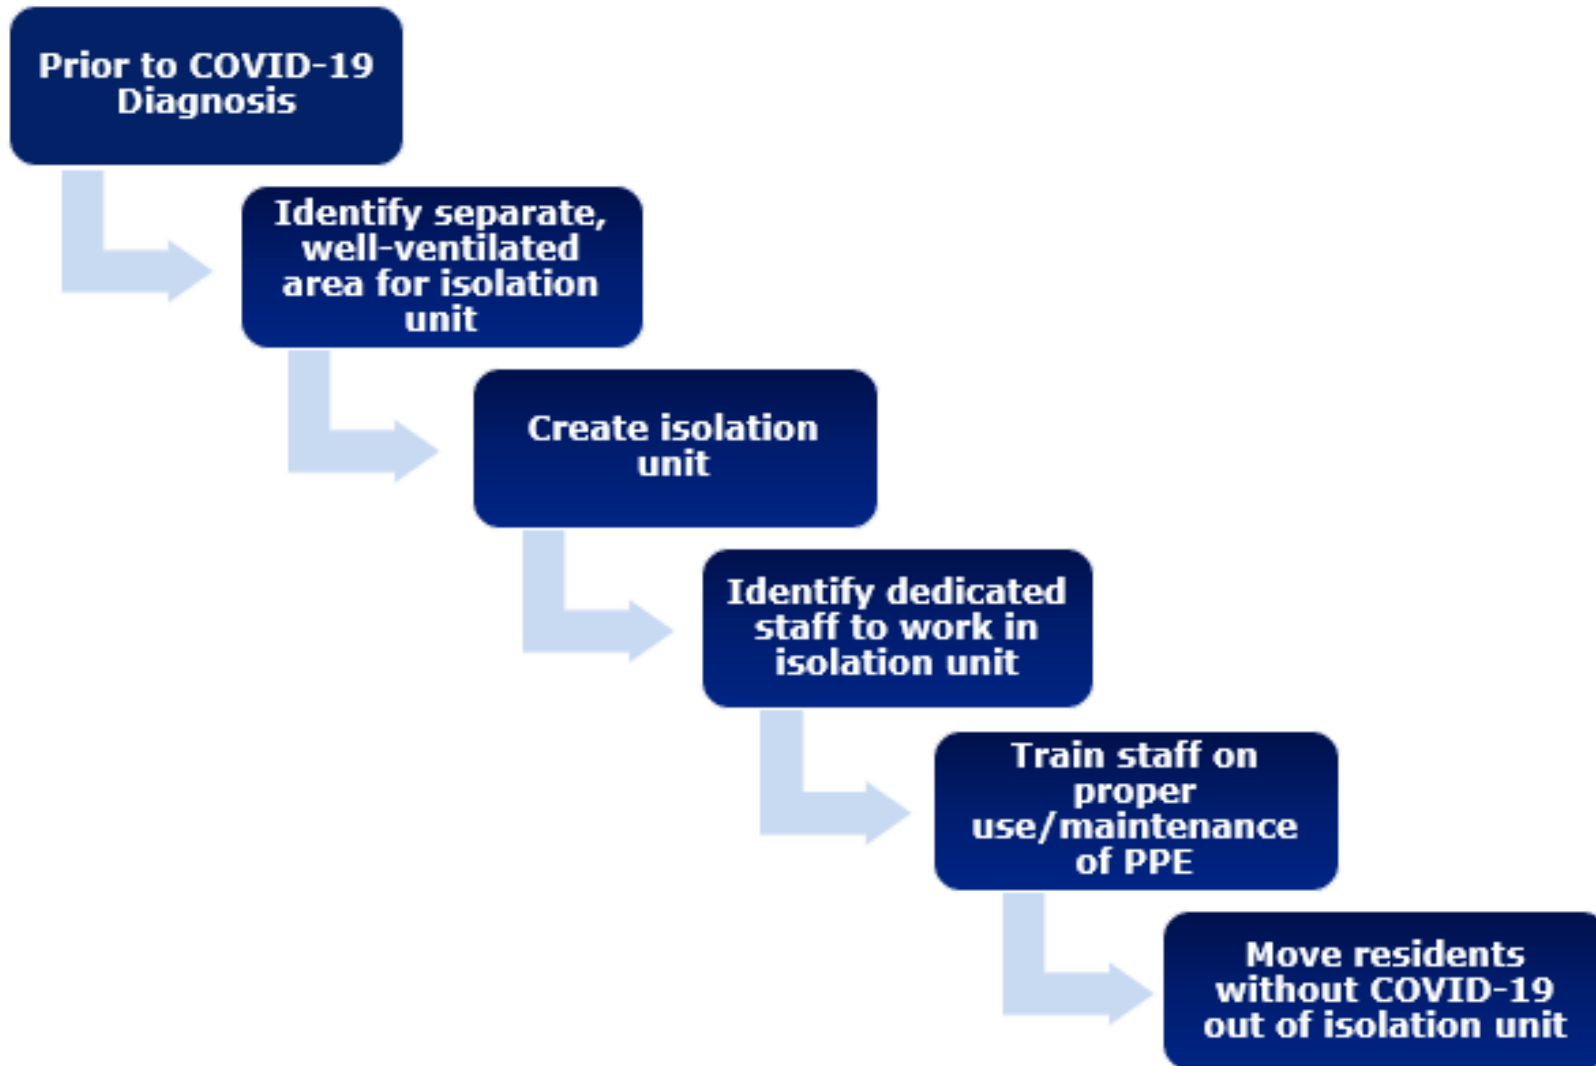 Prior to COVID-19
Diagnosis
Identify separate,
well-ventilated
area for isolation
unit
Create isolation
unit
Identify dedicated
staff to work in
isolation unit
Train staff on
proper
use/maintenance
of PPE
Move residents
without COVID-19
out of isolation unit